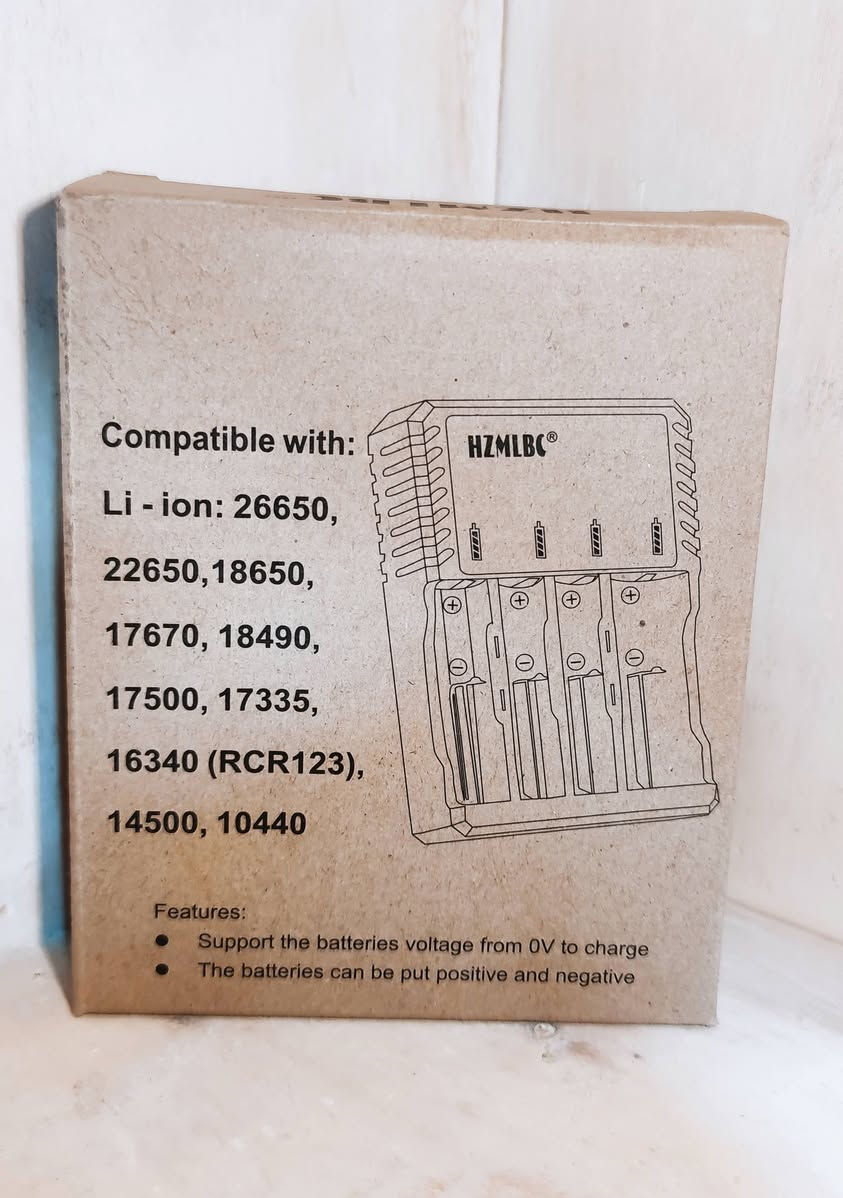 Compatible with:
Li - ion: 26650,
22650,18650,
17670, 18490,
17500, 17335,
16340 (RCR123),
14500, 10440
HZMLBC®
Features:
● Support the batteries voltage from 0V to charge
● The batteries can be put positive and negative